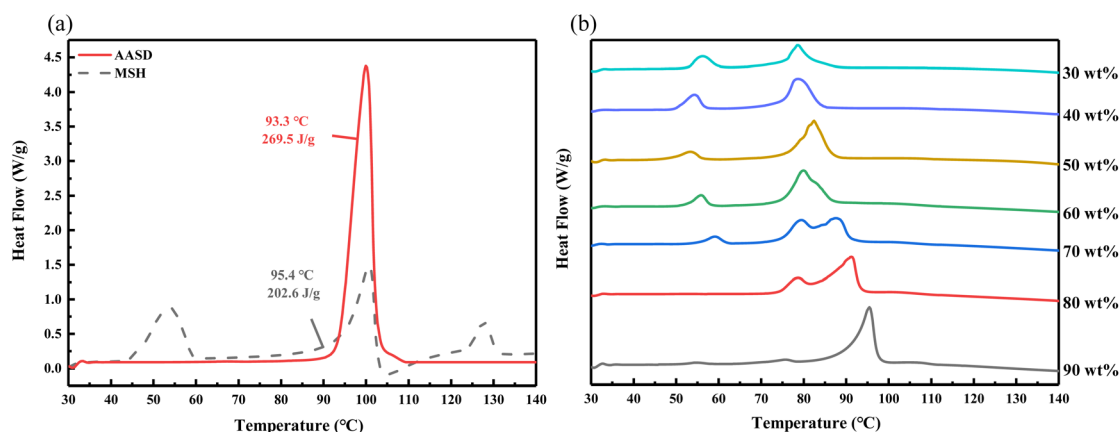 (a)
AASD
MSH
4.5
4.0
3.5
3.0
2.5
2.0
1.5
1.0
0.5
0.0
Heat Flow (W/g)
93.3 ℃
269.5 J/g
95.4 ℃
202.6 J/g
30 40 50 60 70 80 90 100 110 120 130 140
Temperature (℃)
(b)
Heat Flow (W/g)
30 wt%
40 wt%
50 wt%
60 wt%
70 wt%
80 wt%
90 wt%
30 40 50 60 70 80 90 100 110 120 130 140
Temperature (℃)